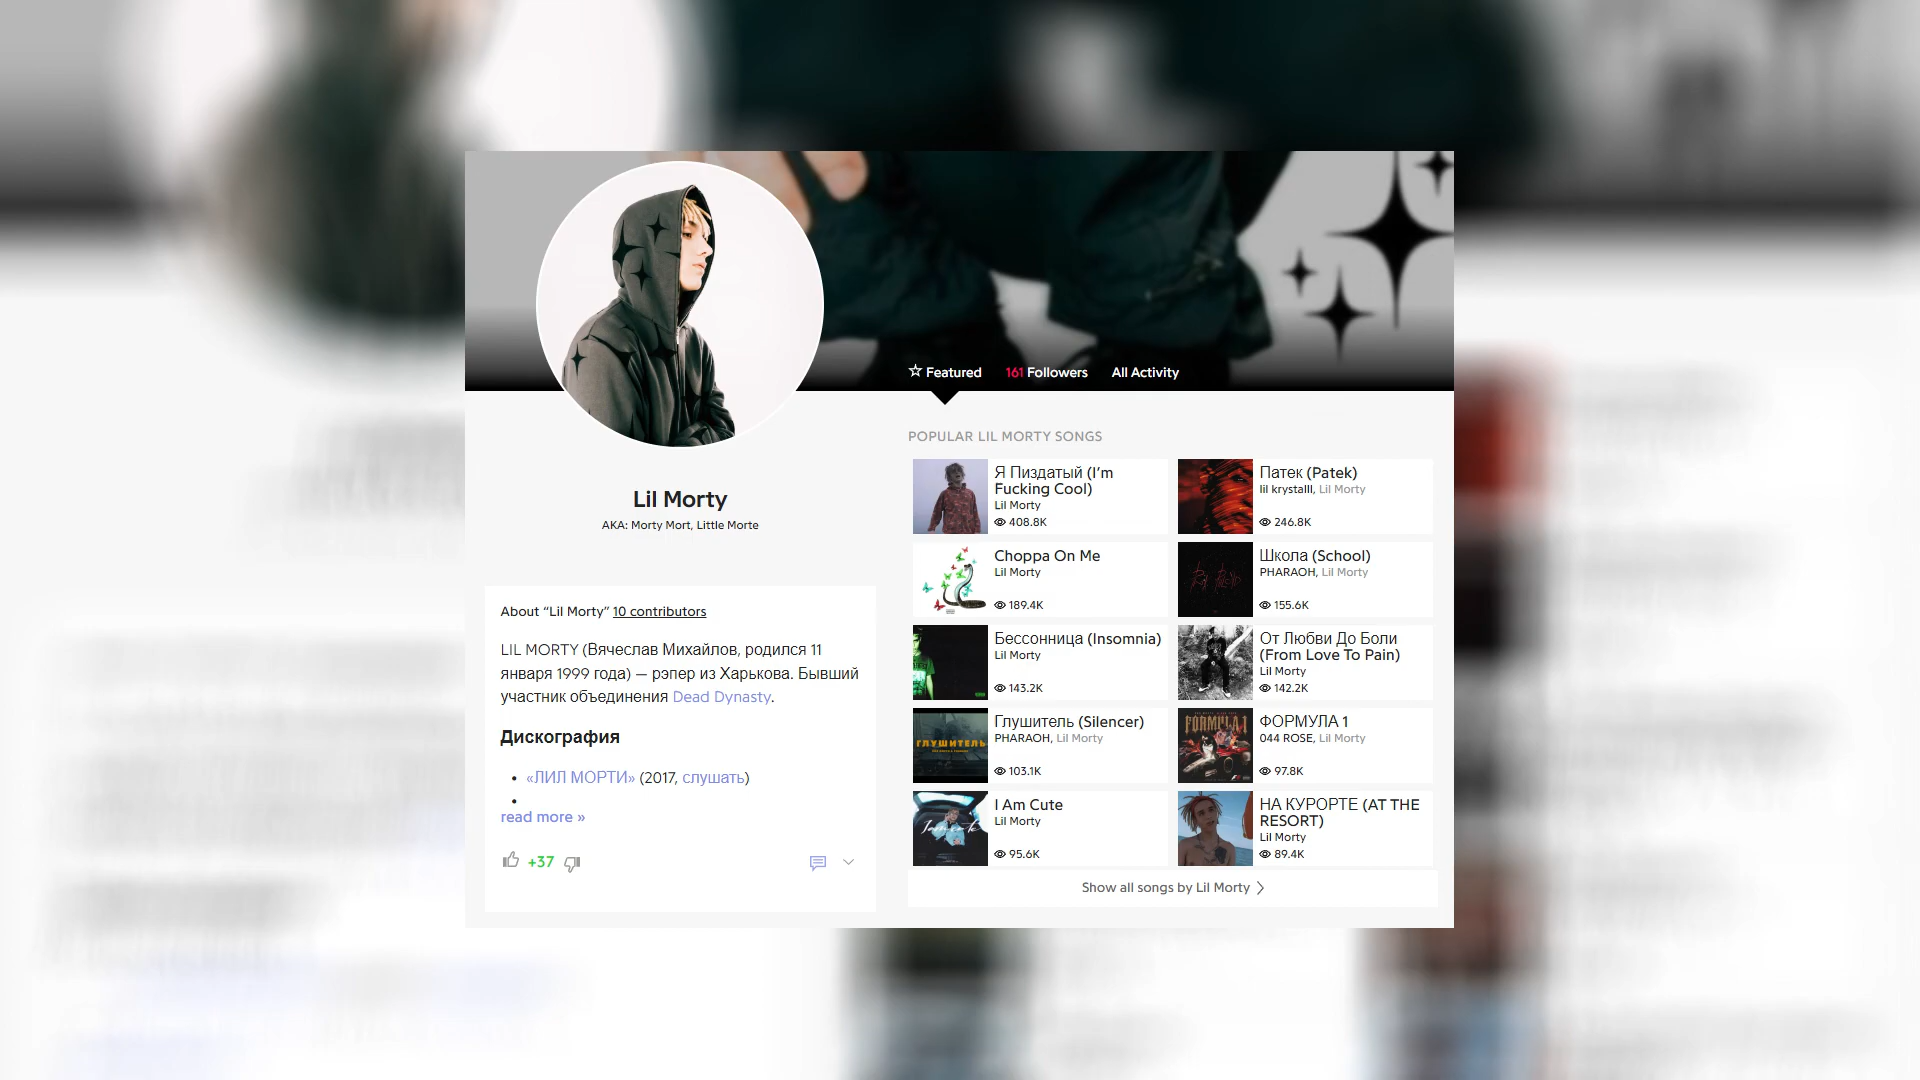 Featured
161 Followers
All Activity
Lil Morty
AKA: Morty Mort, Little Morte
About “Lil Morty” 10 contributors
LIL MORTY (Вячеслав Михайлов, родился 11
января 1999 года) — рэпер из Харькова. Бывший
участник объединения Dead Dynasty.
Дискография
• «ЛИЛ МОРТИ» (2017, слушать)
•
read more »
+37
POPULAR LIL MORTY SONGS
Я Пиздатый (I’m
Fucking Cool)
Lil Morty
408.8K
Патек (Patek)
lil krystalll, Lil Morty
246.8K
Choppa On Me
Lil Morty
189.4K
Школа (School)
PHARAOH, Lil Morty
155.6K
Бессонница (Insomnia)
Lil Morty
143.2K
От Любви До Боли
(From Love To Pain)
Lil Morty
142.2K
ГЛУШИТЕЛЬ
Глушитель (Silencer)
PHARAOH, Lil Morty
103.1K
FORMULA 1
ФОРМУЛА 1
044 ROSE, Lil Morty
97.8K
I am cute
I Am Cute
Lil Morty
95.6K
НА КУРОРТЕ (AT THE
RESORT)
Lil Morty
89.4K
Show all songs by Lil Morty